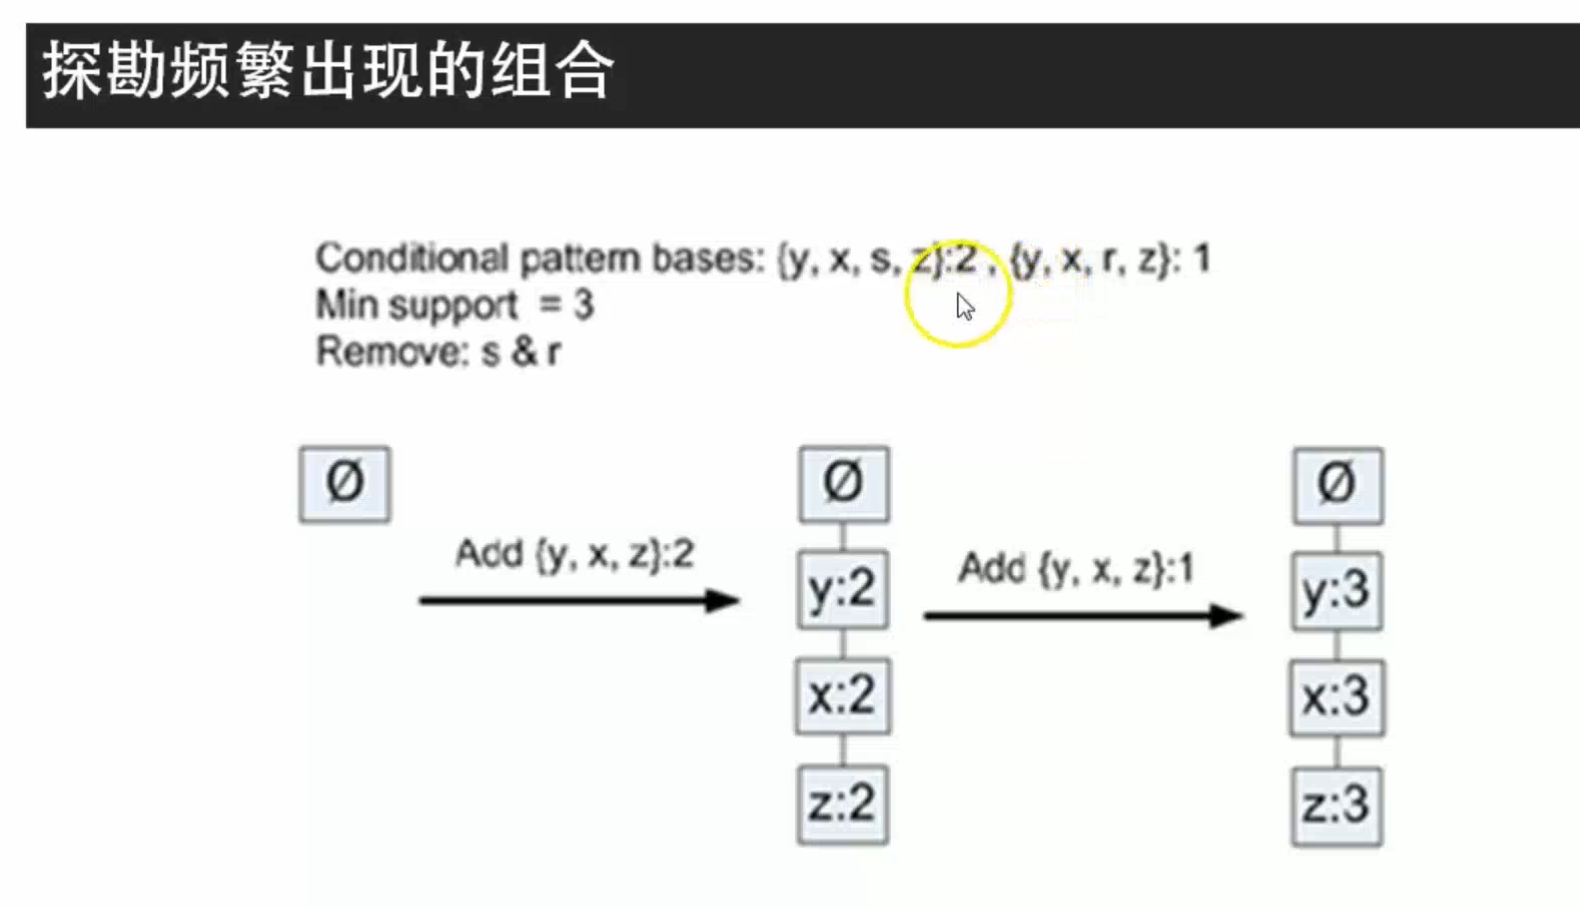 探勘频繁出现的组合
Conditional pattern bases: {y, x, s, z}:2 , {y, x, r, z}: 1
Min support = 3
Remove: s & r
Ø
Add {y, x, z}:2
Ø
y:2
x:2
z:2
Add {y, x, z}:1
Ø
y:3
x:3
z:3